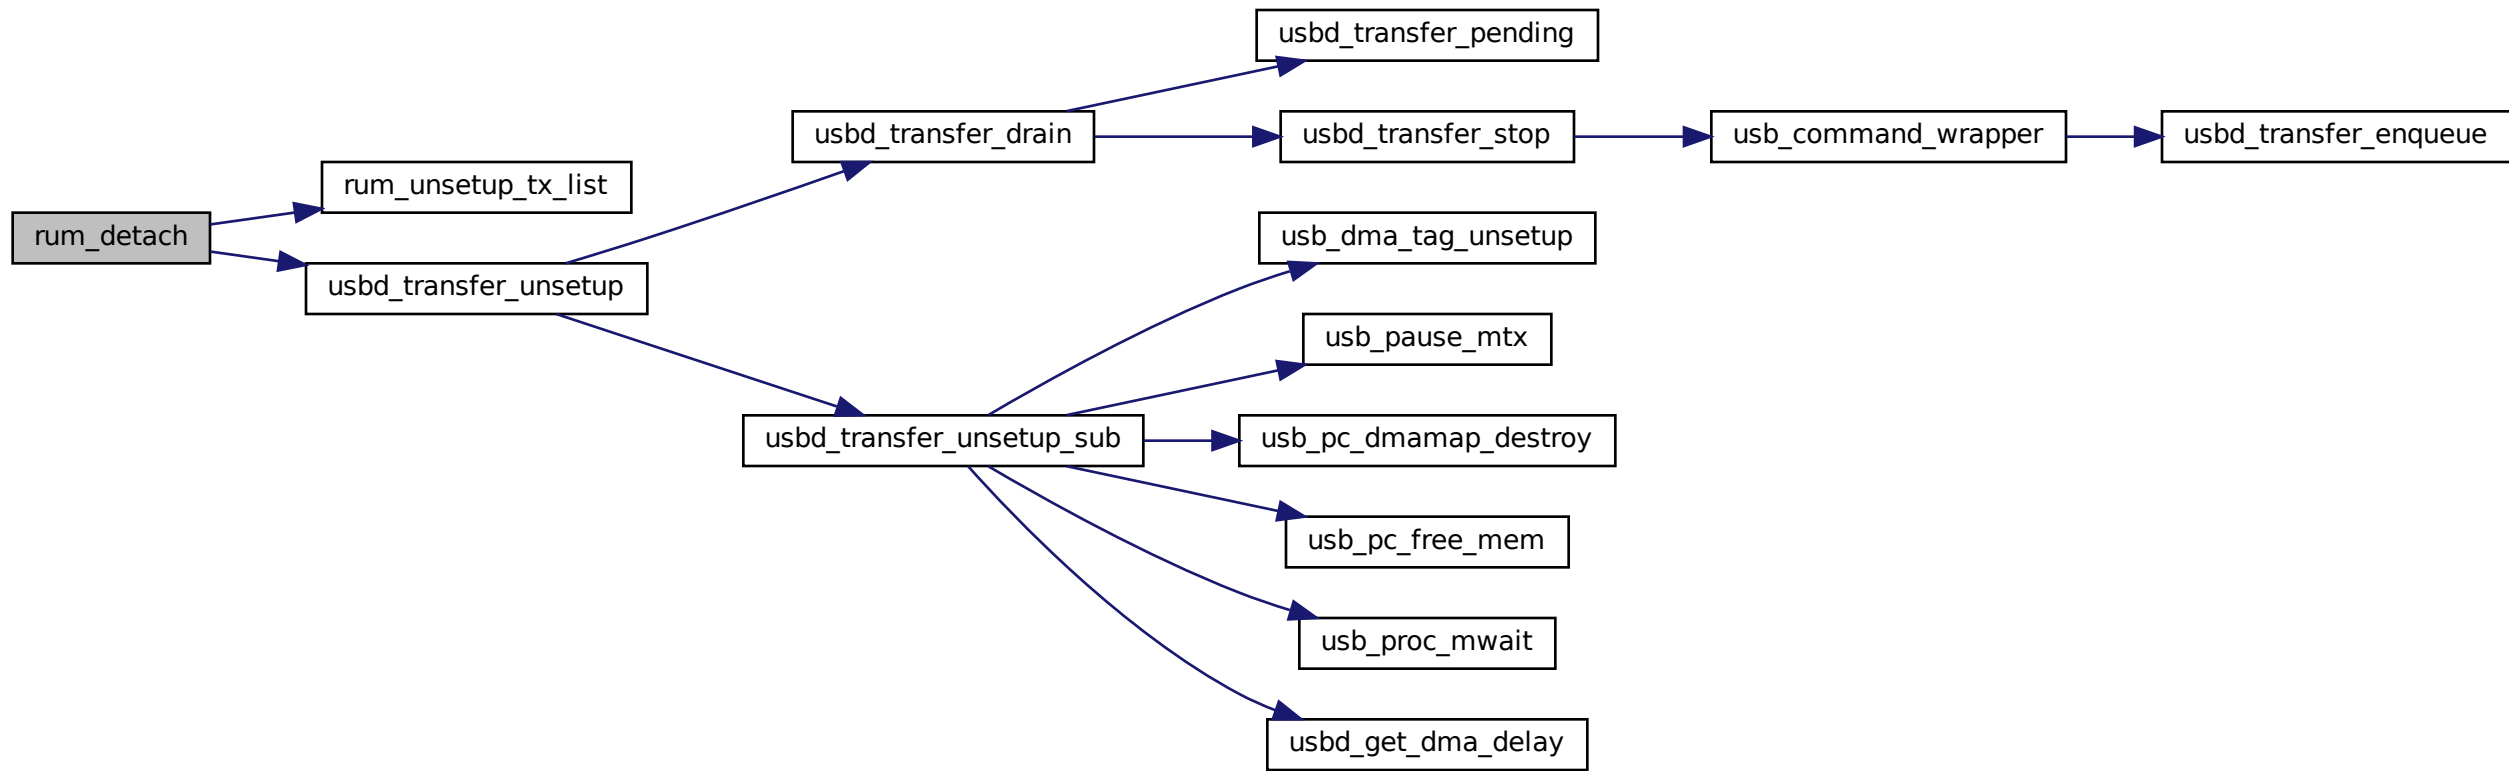 rum_detach
rum_unsetup_tx_list
usbd_transfer_unsetup
usbd_transfer_drain
usbd_transfer_pending
usbd_transfer_stop
usb_command_wrapper
usbd_transfer_enqueue
usbd_transfer_unsetup_sub
usb_dma_tag_unsetup
usb_pause_mtx
usb_pc_dmamap_destroy
usb_pc_free_mem
usb_proc_mwait
usbd_get_dma_delay